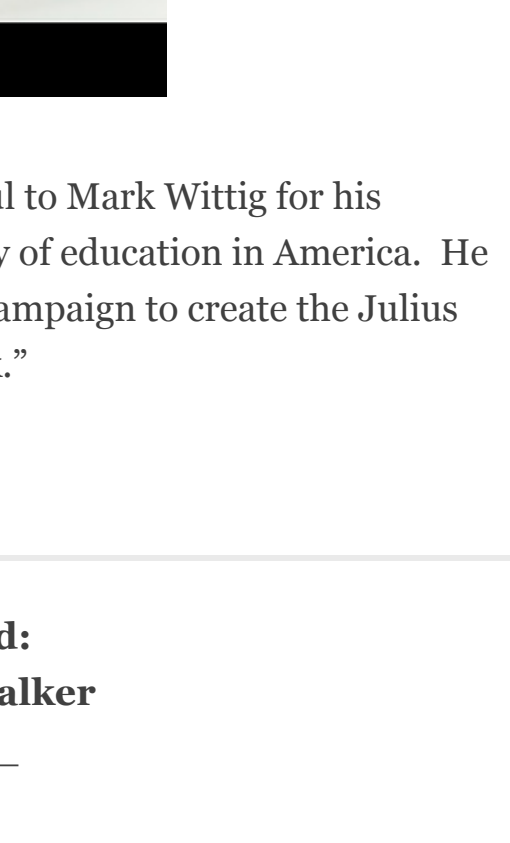 l to Mark Wittig for his
y of education in America.  He
ampaign to create the Julius
.”
d:
alker
_